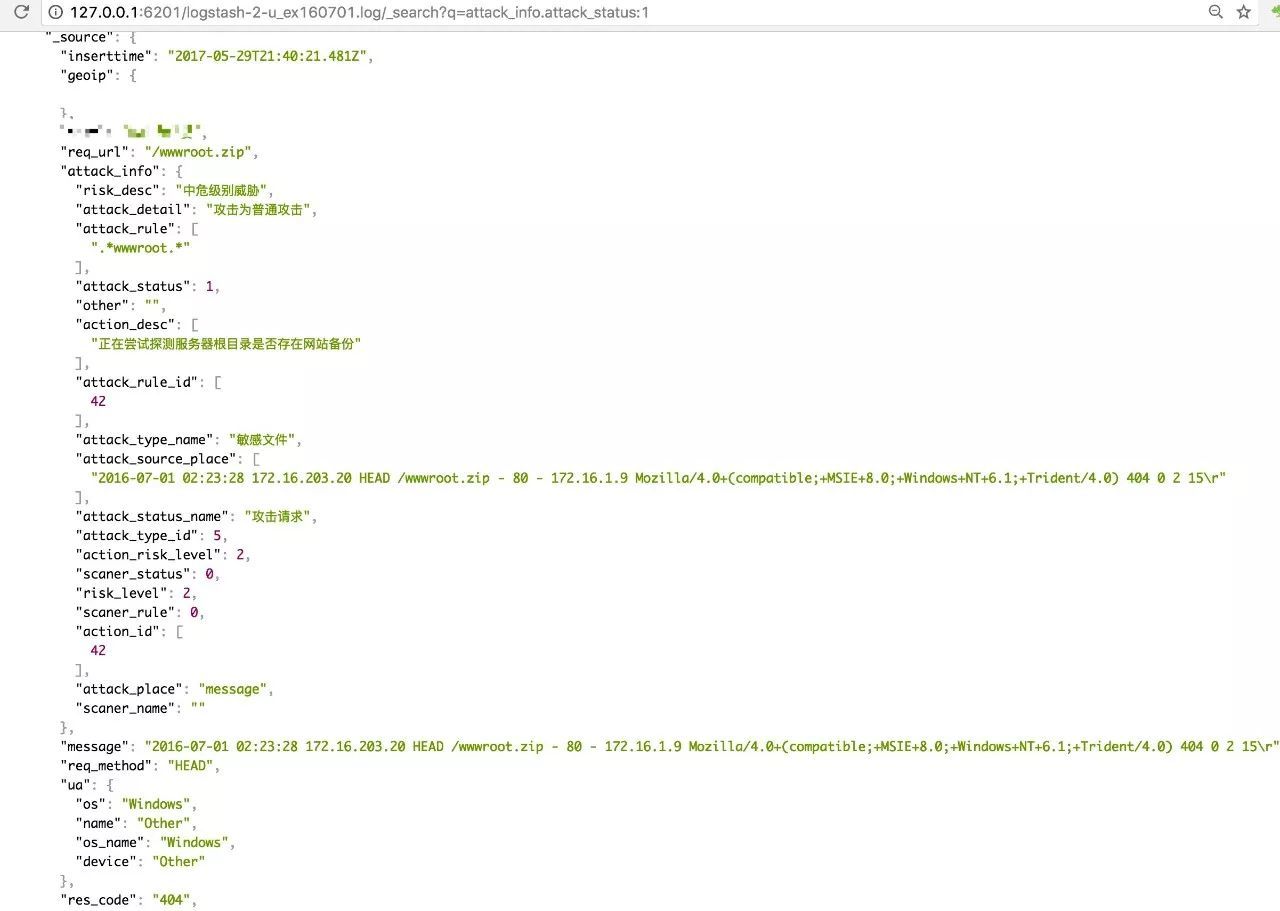 127.0.0.1:6201/logstash-2-u_ex160701.log/_search?q=attack_info.attack_status:1
"_source": {
"inserttime": "2017-05-29T21:40:21.481Z",
"geoip": {
},
"req_url": "/wwwroot.zip",
"attack_info": {
"risk_desc": "中危级别威胁",
"attack_detail": "攻击为普通攻击",
"attack_rule": [
".*wwwroot.*"
],
"attack_status": 1,
"other": "",
"action_desc": [
"正在尝试探测服务器根目录是否存在网站备份"
],
"attack_rule_id": [
42
],
"attack_type_name": "敏感文件",
"attack_source_place": [
"2016-07-01 02:23:28 172.16.203.20 HEAD /wwwroot.zip - 80 - 172.16.1.9 Mozilla/4.0+(compatible;+MSIE+8.0;+Windows+NT+6.1;+Trident/4.0) 404 0 2 15\r"
],
"attack_status_name": "攻击请求",
"attack_type_id": 5,
"action_risk_level": 2,
"scaner_status": 0,
"risk_level": 2,
"scaner_rule": 0,
"action_id": [
42
],
"attack_place": "message",
"scaner_name": ""
},
"message": "2016-07-01 02:23:28 172.16.203.20 HEAD /wwwroot.zip - 80 - 172.16.1.9 Mozilla/4.0+(compatible;+MSIE+8.0;+Windows+NT+6.1;+Trident/4.0) 404 0 2 15\r"
"req_method": "HEAD",
"ua": {
"os": "Windows",
"name": "Other",
"os_name": "Windows",
"device": "Other"
},
"res_code": "404",